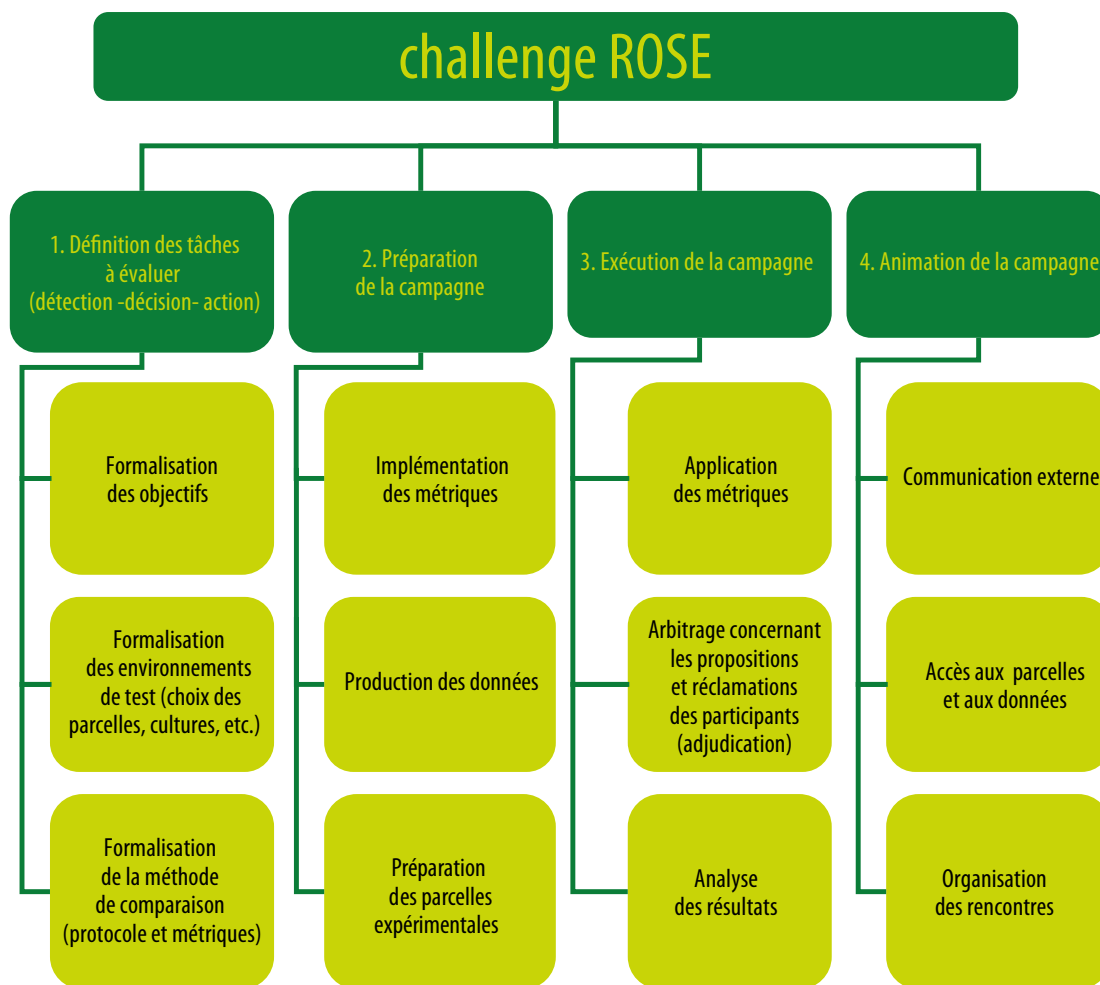 challenge ROSE
1. Définition des tâches
à évaluer
(détection -décision- action)
Formalisation
des objectifs
Formalisation
des environnements
de test (choix des
parcelles, cultures, etc.)
Formalisation
de la méthode
de comparaison
(protocole et métriques)
2. Préparation
de la campagne
Implémentation
des métriques
Production des données
Préparation
des parcelles
expérimentales
3. Exécution de la campagne
Application
des métriques
Arbitrage concernant
les propositions
et réclamations
des participants
(adjudication)
Analyse
des résultats
4. Animation de la campagne
Communication externe
Accès aux parcelles
et aux données
Organisation
des rencontres